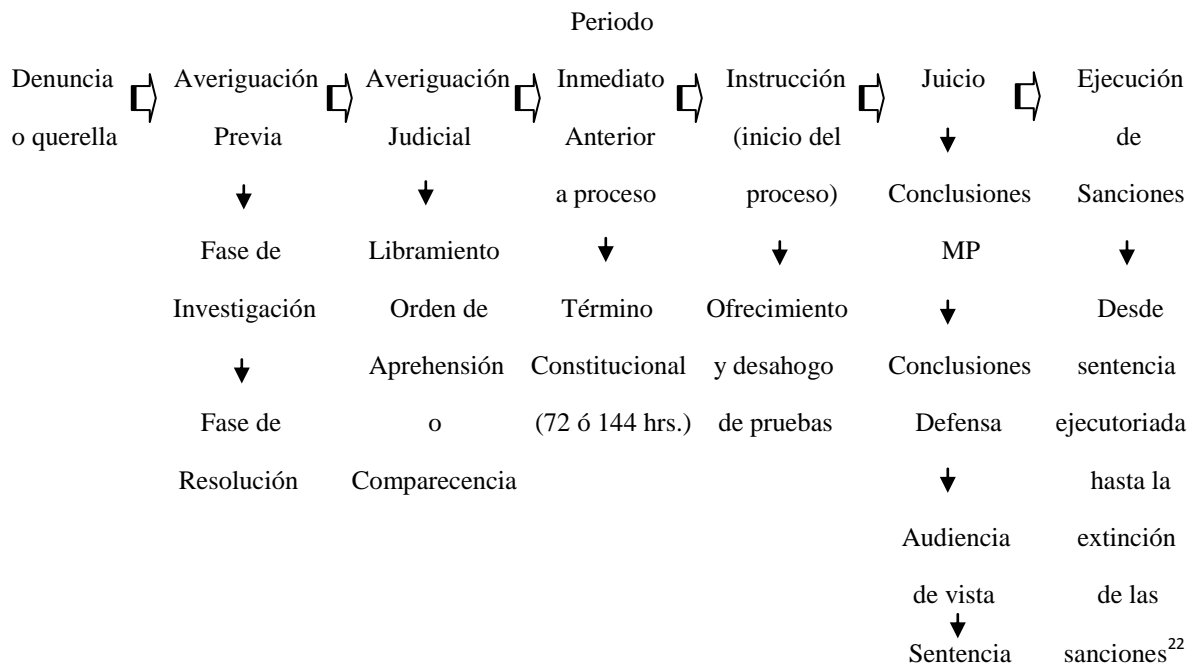 Denuncia
o querella
Averiguación
Previa
Fase de
Investigación
Fase de
Resolución
Averiguación
Judicial
Libramiento
Orden de
Aprehensión
o
Comparecencia
Periodo
Inmediato
Anterior
a proceso
Término
Constitucional
(72 ó 144 hrs.)
Instrucción
(inicio del
proceso)
Ofrecimiento
y desahogo
de pruebas
Juicio
Conclusiones
MP
Conclusiones
Defensa
Audiencia
de vista
Sentencia
Ejecución
de
Sanciones
Desde
sentencia
ejecutoriada
hasta la
extinción
de las
sanciones22